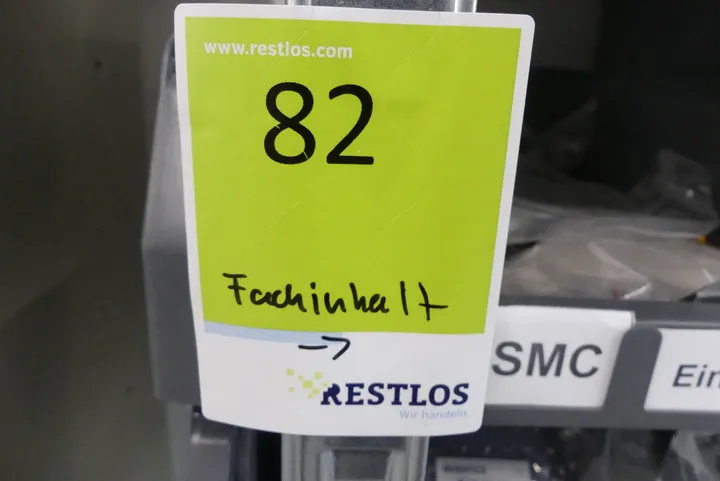 www.restlos.com
82
Fachinhalt
→
RESTLOS
Wir handeln.
SMC
Ein